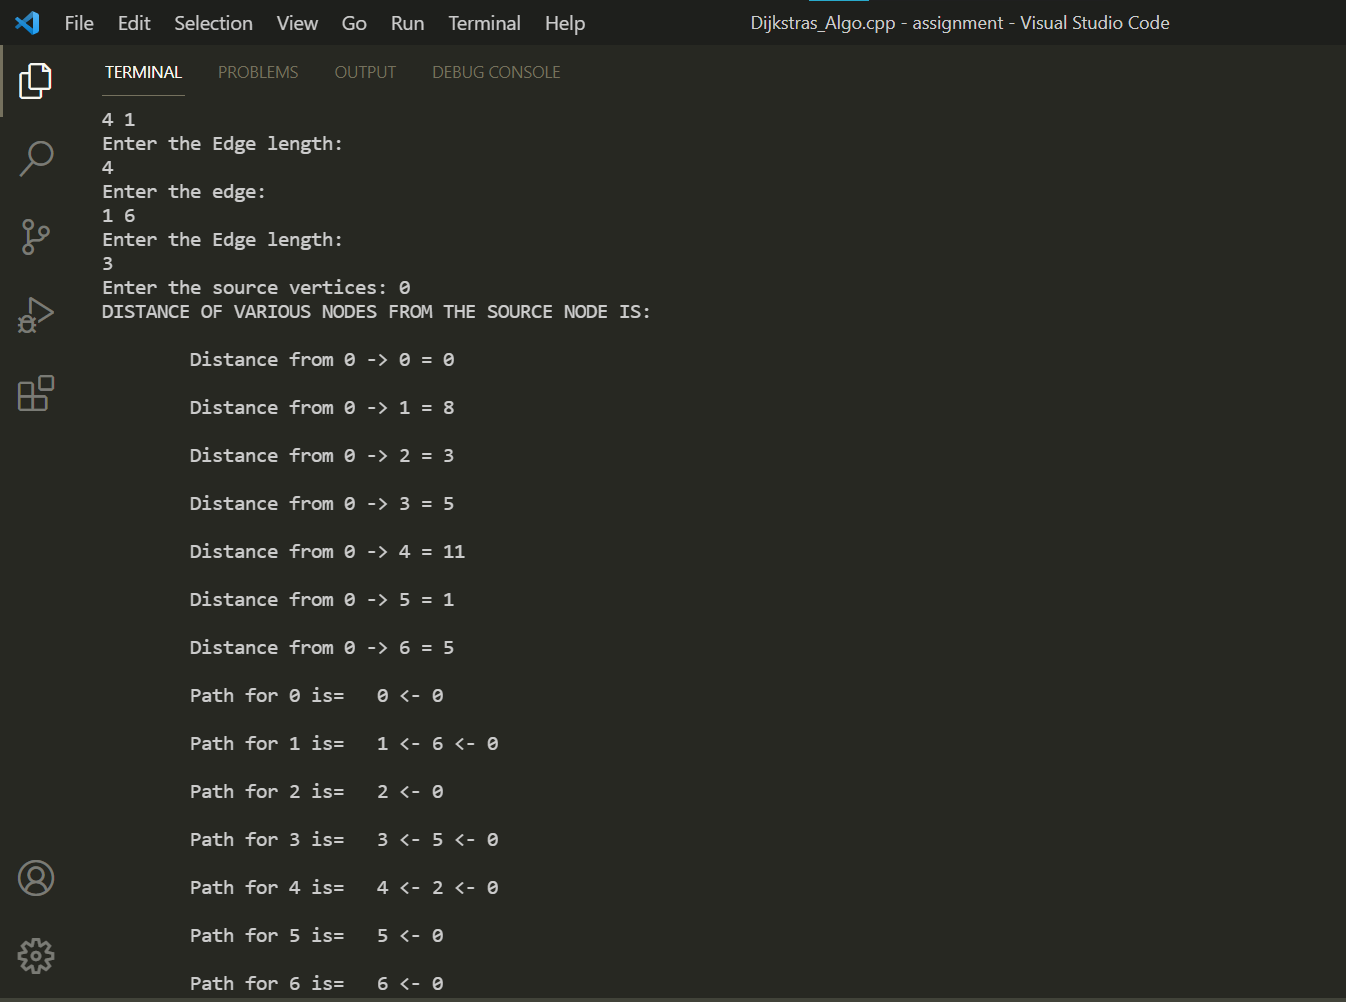 File Edit Selection View Go Run Terminal Help Dijkstras_Algo.cpp - assignment - Visual Studio Code
TERMINAL PROBLEMS OUTPUT DEBUG CONSOLE
4 1
Enter the Edge length:
4
Enter the edge:
1 6
Enter the Edge length:
3
Enter the source vertices: 0
DISTANCE OF VARIOUS NODES FROM THE SOURCE NODE IS:
Distance from 0 -> 0 = 0
Distance from 0 -> 1 = 8
Distance from 0 -> 2 = 3
Distance from 0 -> 3 = 5
Distance from 0 -> 4 = 11
Distance from 0 -> 5 = 1
Distance from 0 -> 6 = 5
Path for 0 is=   0 <- 0
Path for 1 is=   1 <- 6 <- 0
Path for 2 is=   2 <- 0
Path for 3 is=   3 <- 5 <- 0
Path for 4 is=   4 <- 2 <- 0
Path for 5 is=   5 <- 0
Path for 6 is=   6 <- 0